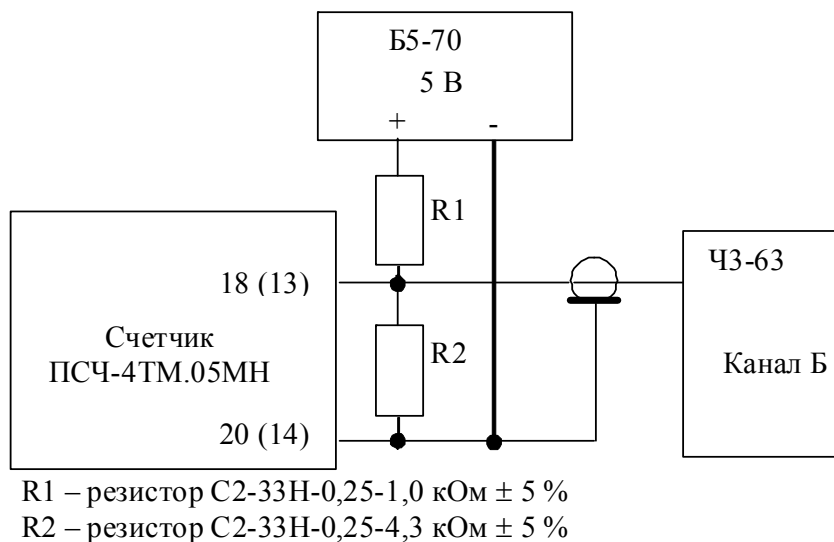 Б5-70
5 В
+ -
R1
18 (13)
ЧЗ-63
Счетчик
ПСЧ-4ТМ.05МН
R2
Канал Б
20 (14)
R1 – резистор С2-33Н-0,25-1,0 кОм ± 5 %
R2 – резистор С2-33Н-0,25-4,3 кОм ± 5 %